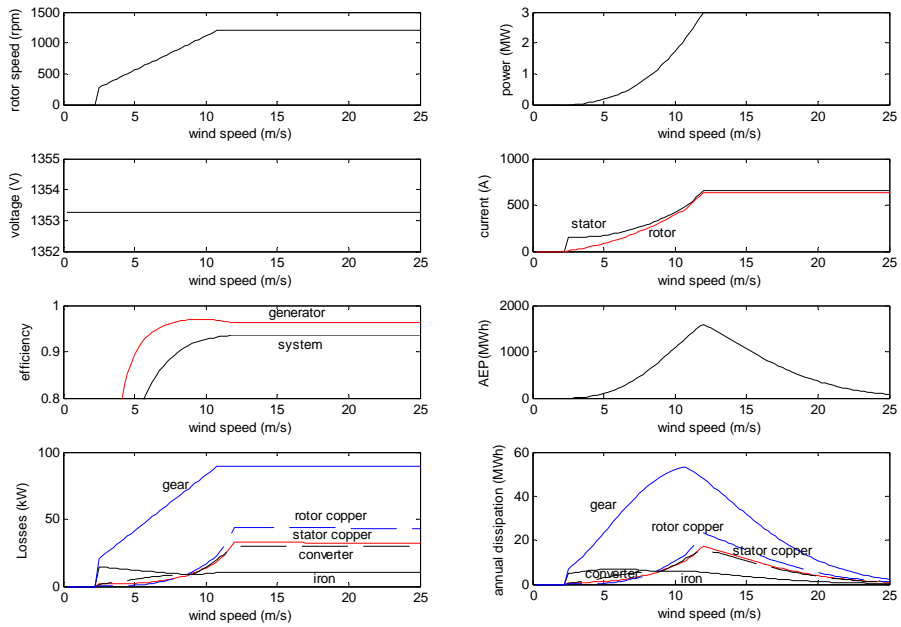 rotor speed (rpm)
1500
1000
500
0
0 5 10 15 20 25
wind speed (m/s)
power (MW)
3
2
1
0
0 5 10 15 20 25
wind speed (m/s)
voltage (V)
1355
1354
1353
1352
0 5 10 15 20 25
wind speed (m/s)
current (A)
1000
500
0
stator
rotor
0 5 10 15 20 25
wind speed (m/s)
efficiency
1
0.9
0.8
generator
system
0 5 10 15 20 25
wind speed (m/s)
AEP (MWh)
2000
1000
0
0 5 10 15 20 25
wind speed (m/s)
Losses (kW)
100
50
0
gear
rotor copper
stator copper
converter
iron
0 5 10 15 20 25
wind speed (m/s)
annual dissipation (MWh)
60
40
20
0
gear
rotor copper
stator copper
converter
iron
0 5 10 15 20 25
wind speed (m/s)